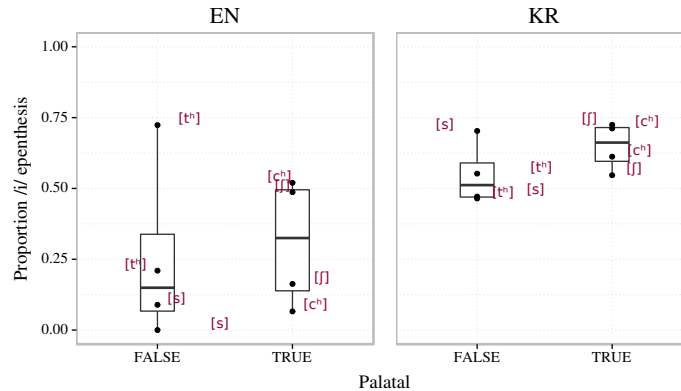 EN KR
1.00
0.75
0.50
0.25
0.00
Proportion /i/ epenthesis
[tʰ]
[tʰ]
[s]
[s]
[cʰ]
[ʃ]
[ʃ]
[cʰ]
[s]
[tʰ]
[tʰ]
[s]
[ʃ]
[cʰ]
[cʰ]
[ʃ]
FALSE TRUE FALSE TRUE
Palatal